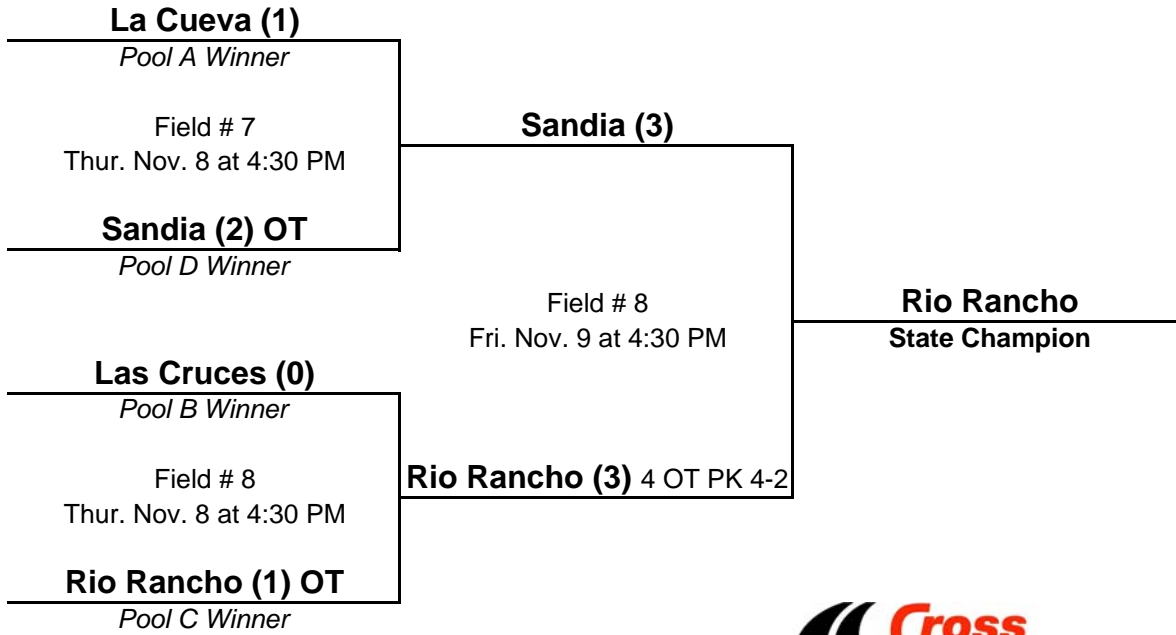 La Cueva (1)
Pool A Winner
Field # 7
Thur. Nov. 8 at 4:30 PM
Sandia (2) OT
Pool D Winner
Sandia (3)
Field # 8
Fri. Nov. 9 at 4:30 PM
Rio Rancho
State Champion
Las Cruces (0)
Pool B Winner
Field # 8
Thur. Nov. 8 at 4:30 PM
Rio Rancho (1) OT
Pool C Winner
Rio Rancho (3) 4 OT PK 4-2
Cross